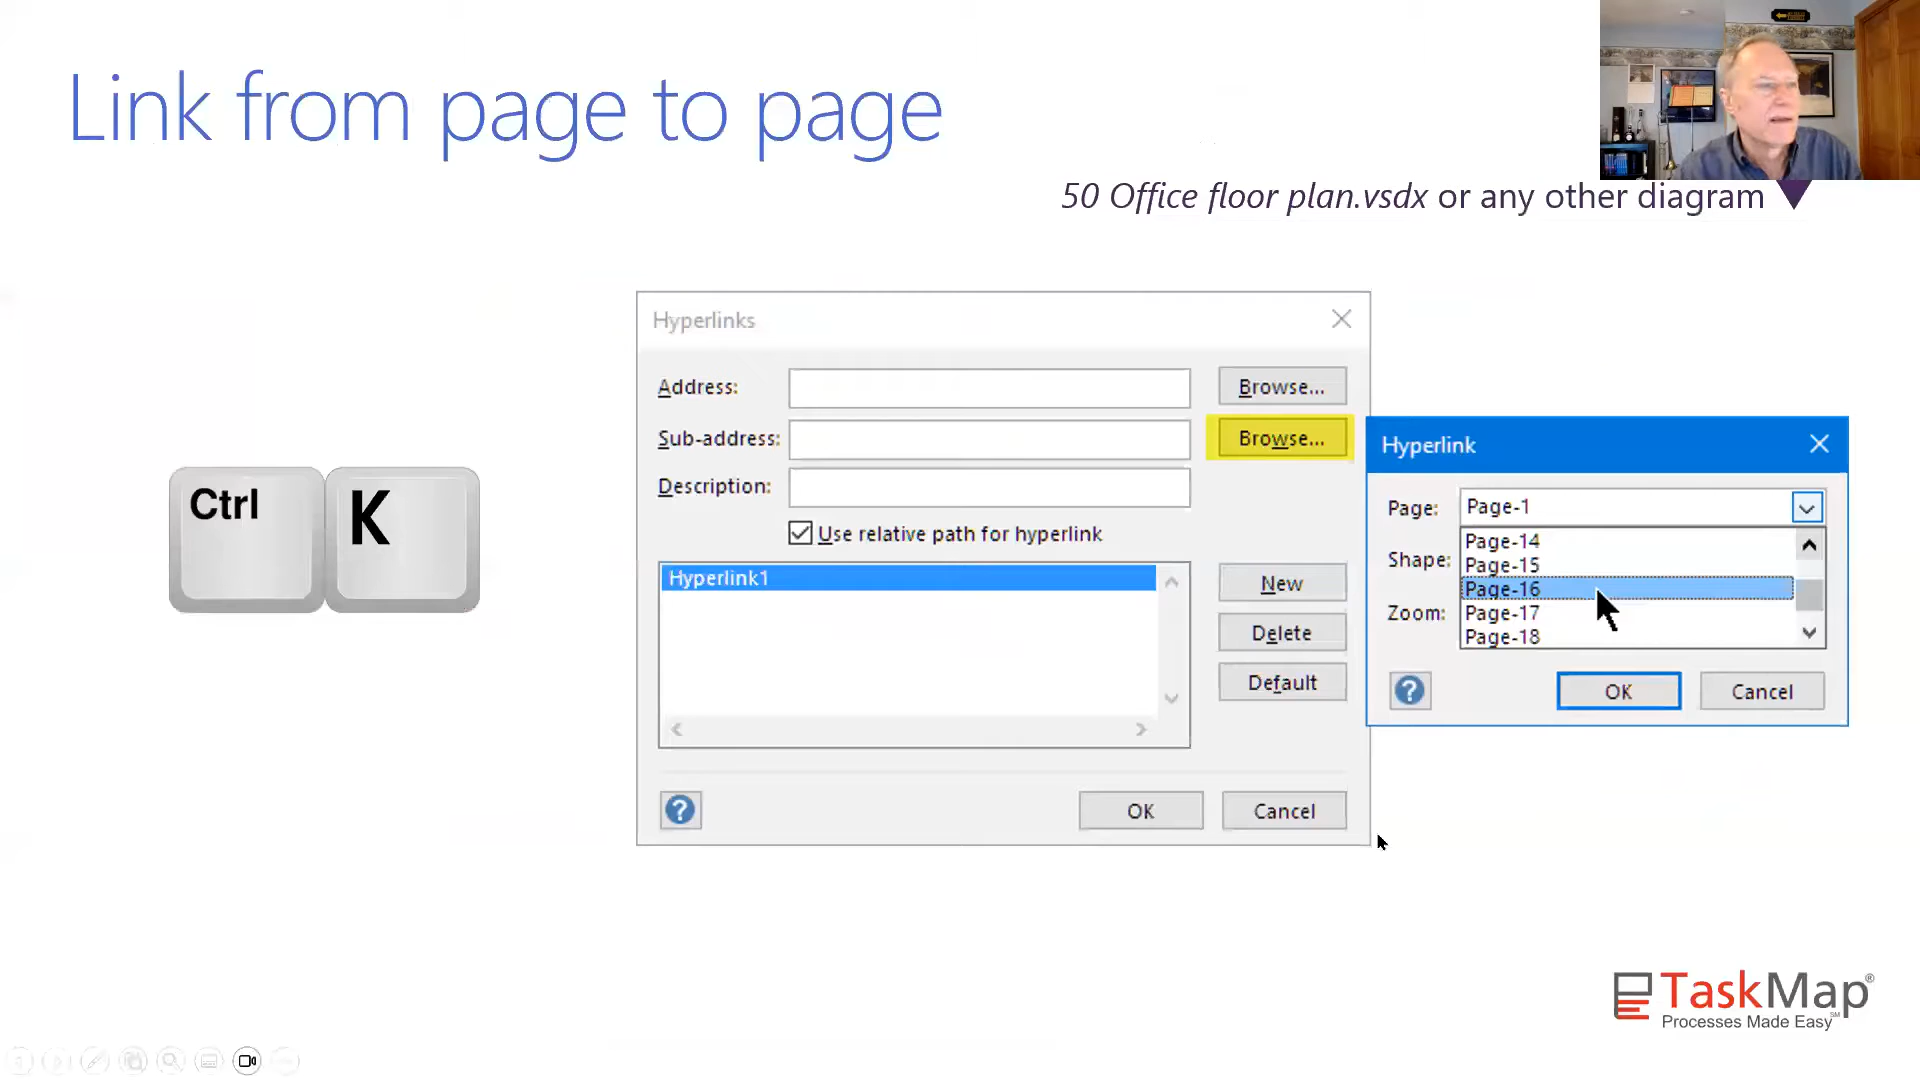 Link from page to page
50 Office floor plan.vsdx or any other diagram
Ctrl
K
Hyperlinks
Address:
Browse...
Sub-address:
Browse...
Description:
Use relative path for hyperlink
Hyperlink1
New
Delete
Default
?
OK
Cancel
Hyperlink
Page:
Page-1
Page-14
Shape:
Page-15
Page-16
Zoom:
Page-17
Page-18
?
OK
Cancel
TaskMap®
Processes Made Easy℠